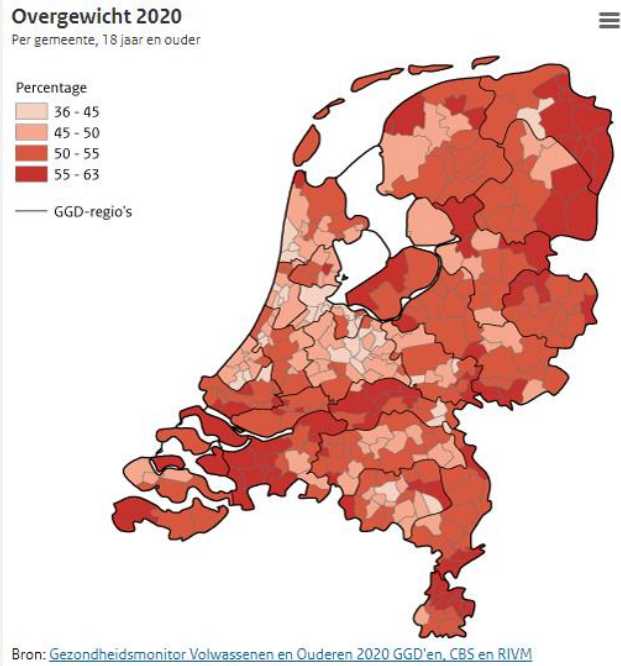 Overgewicht 2020
Per gemeente, 18 jaar en ouder
Percentage
36 - 45
45 - 50
50 - 55
55 - 63
GGD-regio's
Bron: Gezondheidsmonitor Volwassenen en Ouderen 2020 GGD'en, CBS en RIVM